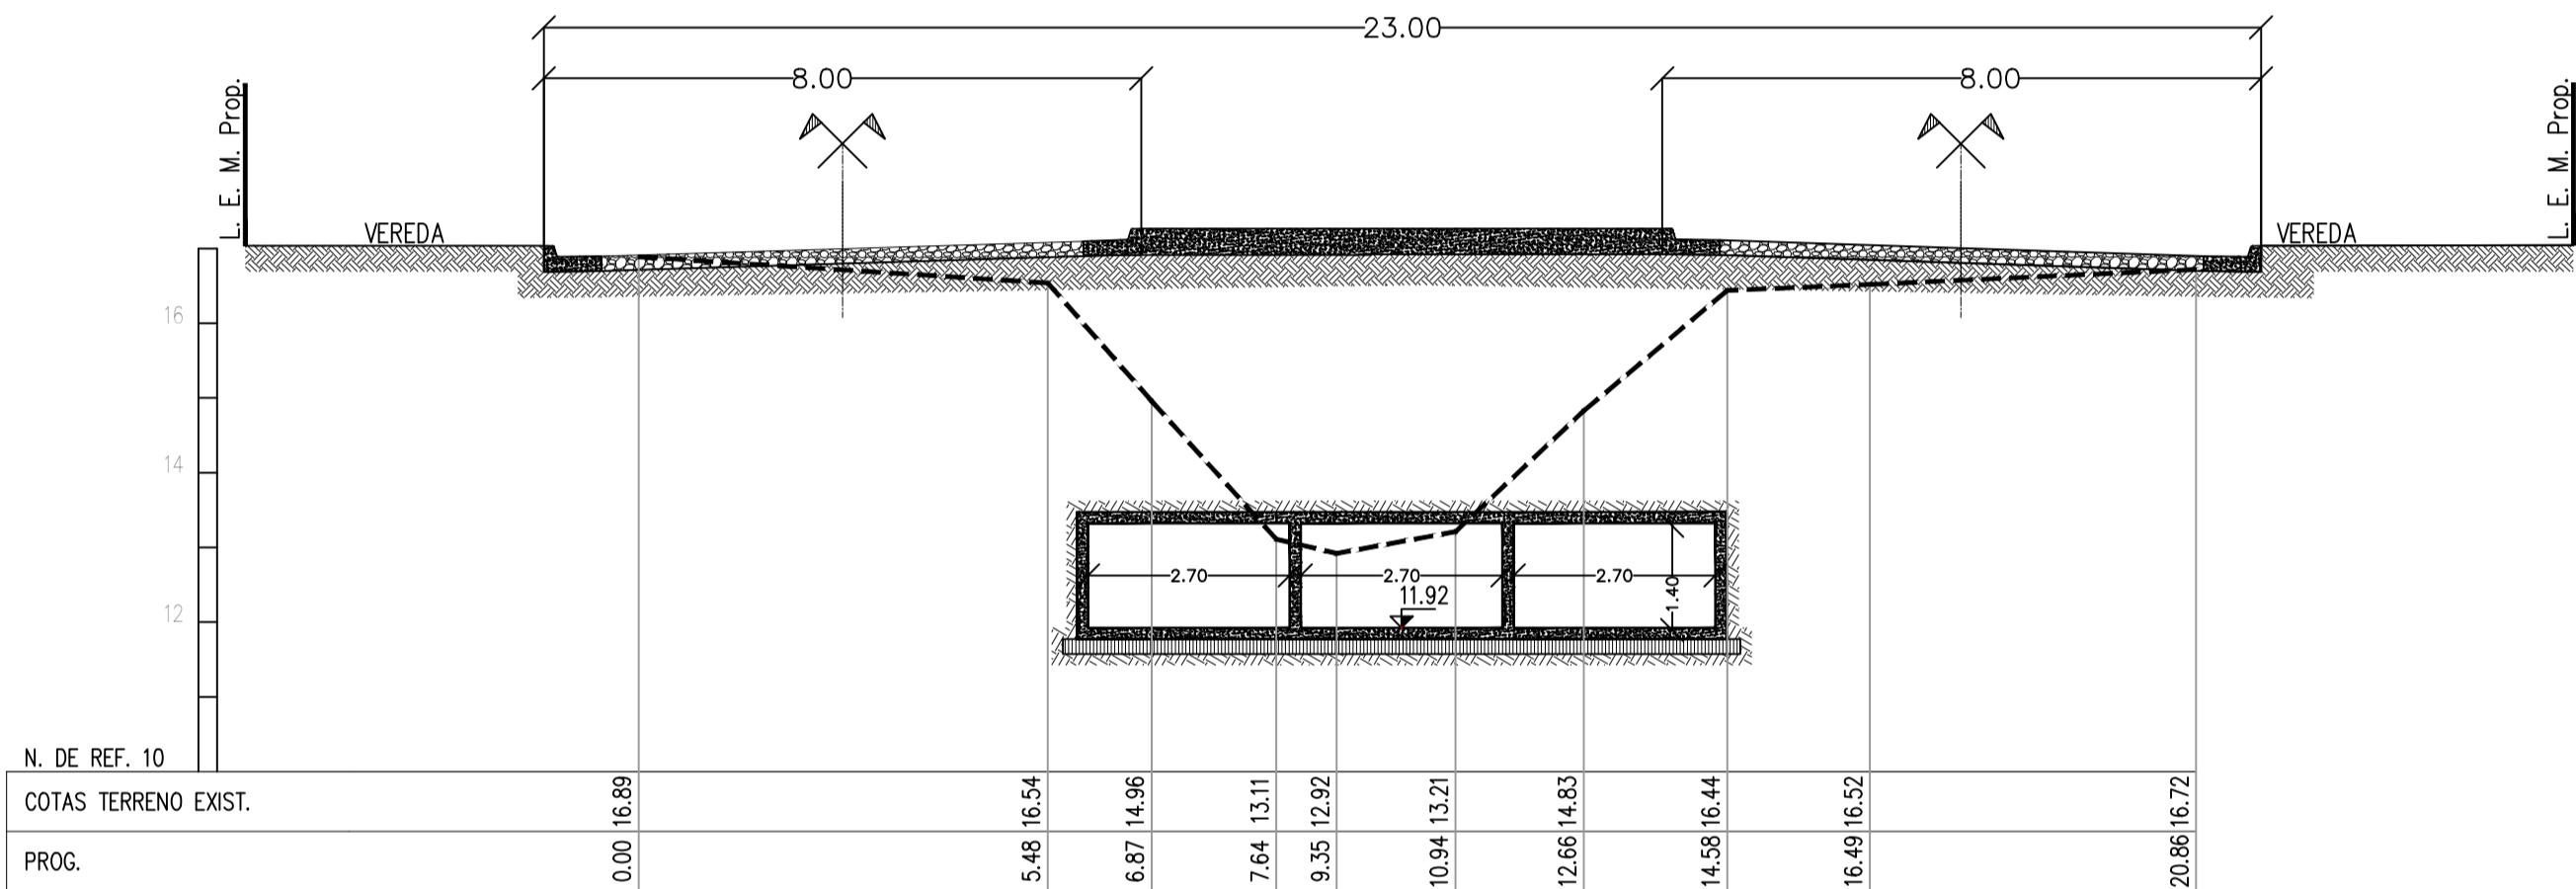 23.00
8.00 8.00
L. E. M. Prop. L. E. M. Prop.
VEREDA VEREDA
16
14
12
2.70 2.70 2.70
1.40
11.92
N. DE REF. 10
COTAS TERRENO EXIST. 16.89 16.54 14.96 13.11 12.92 13.21 14.83 16.44 16.52 16.72
PROG. 0.00 5.48 6.87 7.64 9.35 10.94 12.66 14.58 16.49 20.86